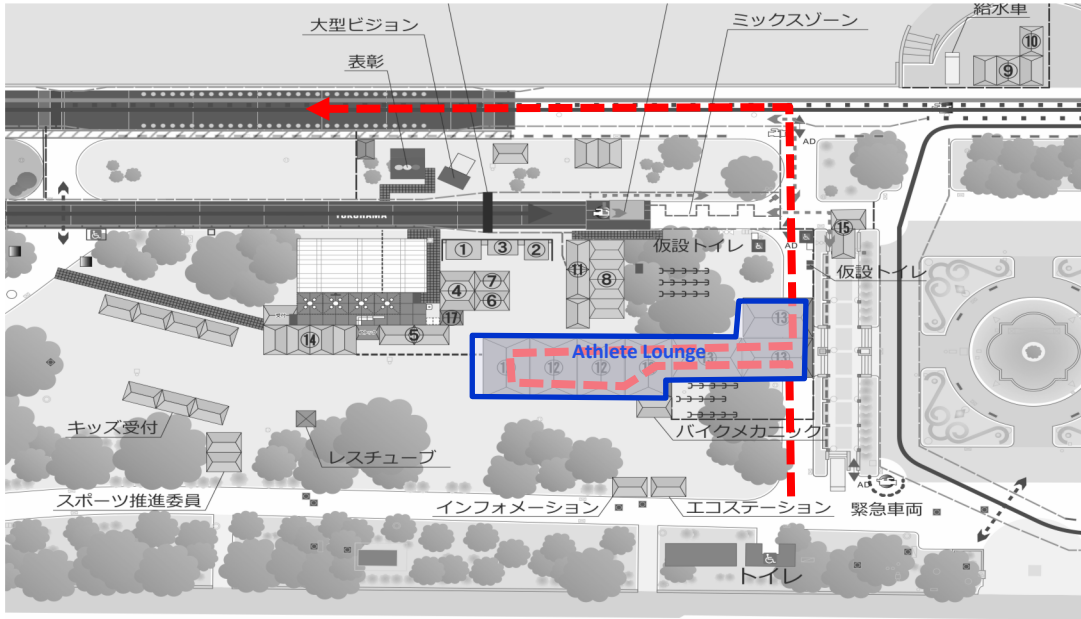 給水車
大型ビジョン
ミックスゾーン
表彰
⑩
⑨
AD
YOKOHAMA
⑮
① ③ ②
仮設トイレ
AD
仮設トイレ
⑪ ⑧
④ ⑦
⑥
⑰
⑬
⑭
⑤
Athlete Lounge
⑫ ⑫
⑬
キッズ受付
バイクメカニック
レスチューブ
スポーツ推進委員
インフォメーション
エコステーション
AD
緊急車両
トイレ